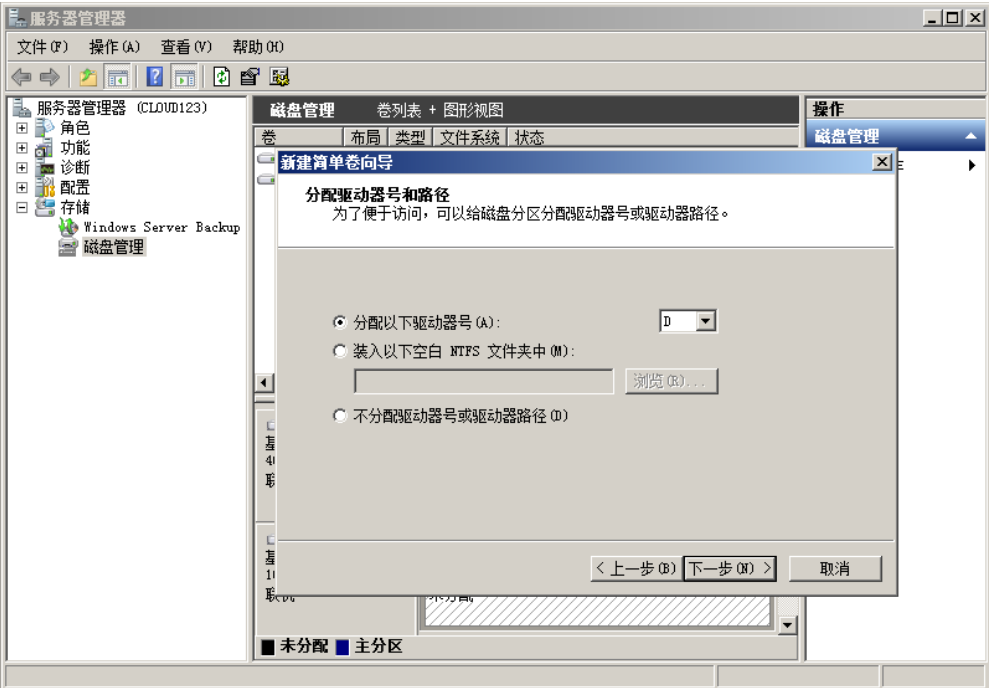 服务器管理器
文件(F) 操作(A) 查看(V) 帮助(H)
服务器管理器 (CLOUD123)
角色
功能
诊断
配置
存储
Windows Server Backup
磁盘管理
磁盘管理 卷列表 + 图形视图
卷 布局 类型 文件系统 状态
操作
磁盘管理
新建简单卷向导
分配驱动器号和路径
为了便于访问，可以给磁盘分区分配驱动器号或驱动器路径。
分配以下驱动器号(A): D
装入以下空白 NTFS 文件夹中(M):
浏览(R)...
不分配驱动器号或驱动器路径(D)
< 上一步(B) 下一步(N) > 取消
基
联
基
联机 未分配
未分配 主分区